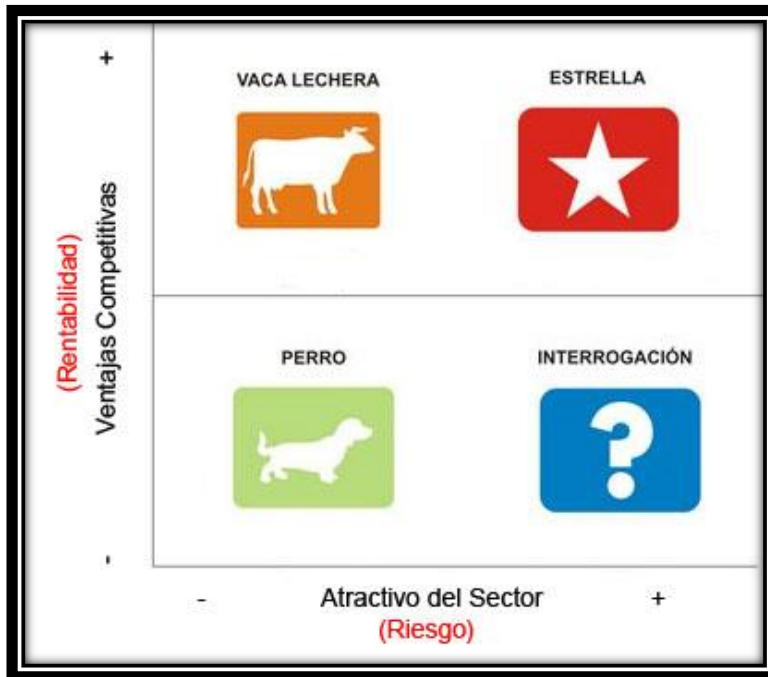 +
VACA LECHERA
ESTRELLA
(Rentabilidad)
Ventajas Competitivas
PERRO
INTERROGACIÓN
?
-
- Atractivo del Sector +
(Riesgo)